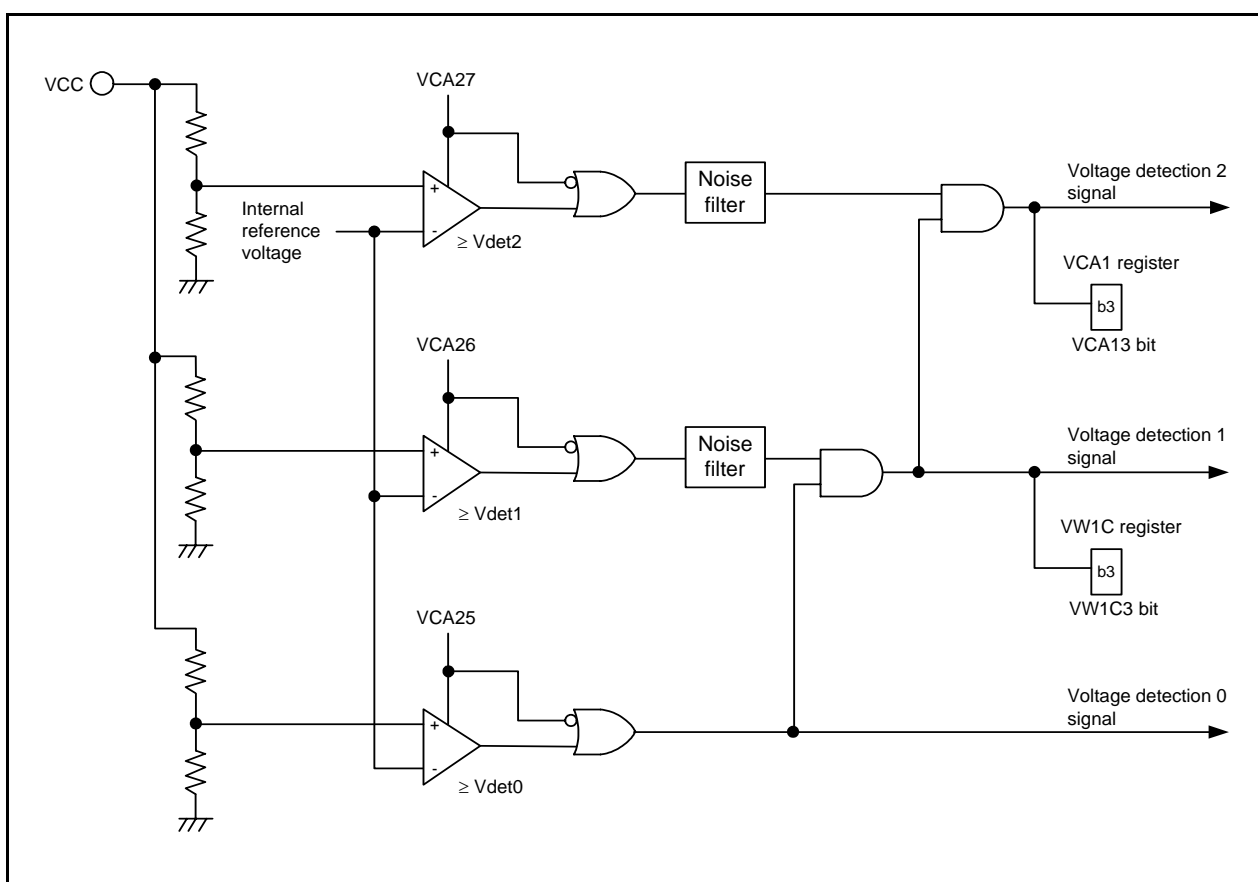 VCC
VCA27
+
-
Internal
reference
voltage
≥ Vdet2
Noise
filter
Voltage detection 2
signal
VCA1 register
b3
VCA13 bit
VCA26
+
-
≥ Vdet1
Noise
filter
Voltage detection 1
signal
VW1C register
b3
VW1C3 bit
VCA25
+
-
≥ Vdet0
Voltage detection 0
signal